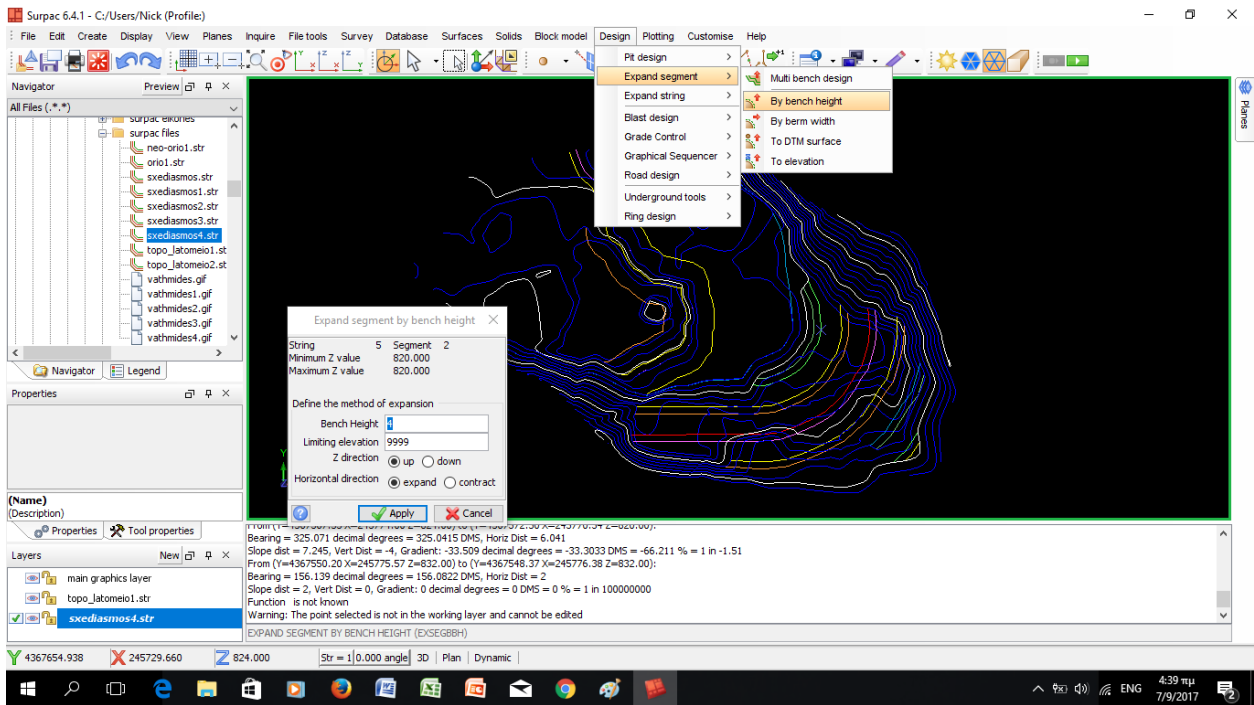 Surpac 6.4.1 - C:/Users/Nick (Profile:)
File Edit Create Display View Planes Inquire File tools Survey Database Surfaces Solids Block model Design Plotting Customise Help
Navigator Preview
All Files (.*.*)
surpac eikones
surpac files
neo-orio1.str
orio1.str
sxediasmos.str
sxediasmos1.str
sxediasmos2.str
sxediasmos3.str
sxediasmos4.str
topo_latomeio1.st
topo_latomeio2.st
vathmides.gif
vathmides1.gif
vathmides2.gif
vathmides3.gif
vathmides4.gif
Navigator Legend
Properties
(Name)
(Description)
Properties Tool properties
Layers New
main graphics layer
topo_latomeio1.str
sxediasmos4.str
Pit design
Expand segment
Expand string
Blast design
Grade Control
Graphical Sequencer
Road design
Underground tools
Ring design
Multi bench design
By bench height
By berm width
To DTM surface
To elevation
Planes
Expand segment by bench height
String 5 Segment 2
Minimum Z value 820.000
Maximum Z value 820.000
Define the method of expansion
Bench Height 4
Limiting elevation 9999
Z direction up down
Horizontal direction expand contract
Apply Cancel
Y
Z
Bearing = 325.071 decimal degrees = 325.0415 DMS, Horiz Dist = 6.041
Slope dist = 7.245, Vert Dist = -4, Gradient: -33.509 decimal degrees = -33.3033 DMS = -66.211 % = 1 in -1.51
From (Y=4367550.20 X=245775.57 Z=832.00) to (Y=4367548.37 X=245776.38 Z=832.00):
Bearing = 156.139 decimal degrees = 156.0822 DMS, Horiz Dist = 2
Slope dist = 2, Vert Dist = 0, Gradient: 0 decimal degrees = 0 DMS = 0 % = 1 in 100000000
Function is not known
Warning: The point selected is not in the working layer and cannot be edited
EXPAND SEGMENT BY BENCH HEIGHT (EXSEGBBH)
Y 4367654.938 X 245729.660 Z 824.000 Str = 1 0.000 angle 3D Plan Dynamic
ENG
4:39 πμ
7/9/2017
2